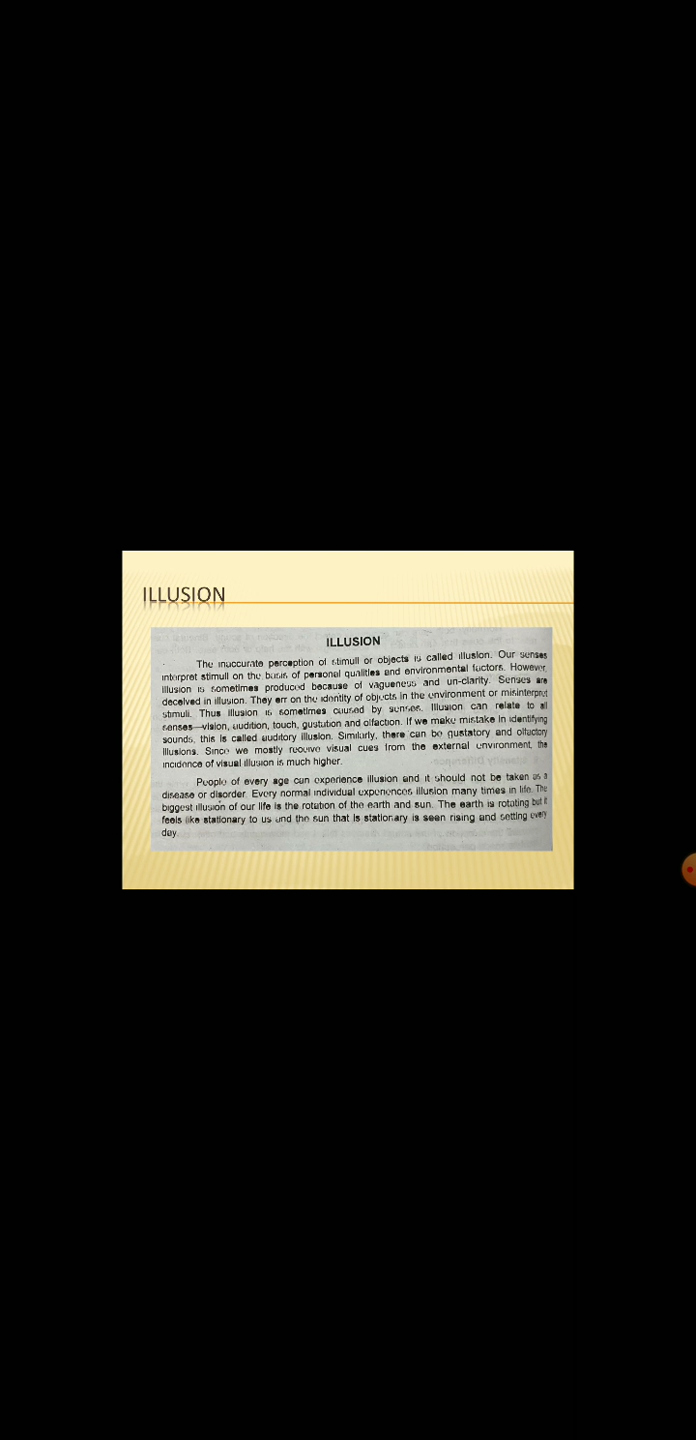 ILLUSION
ILLUSION
The inaccurate perception of stimuli or objects is called illusion. Our senses
interpret stimuli on the basis of personal qualities and environmental factors. However,
illusion is sometimes produced because of vagueness and un-clarity. Senses are
deceived in illusion. They err on the identity of objects in the environment or misinterpret
stimuli. Thus illusion is sometimes caused by senses. Illusion can relate to all
senses—vision, audition, touch, gustution and olfaction. If we make mistake in identifying
sounds, this is called auditory illusion. Similarly, there can be gustatory and olfactory
illusions. Since we mostly receive visual cues from the external environment, the
incidence of visual illusion is much higher.
People of every age can experience illusion and it should not be taken as a
disease or disorder. Every normal individual experiences illusion many times in life. The
biggest illusion of our life is the rotation of the earth and sun. The earth is rotating but it
feels like stationary to us and the sun that is stationary is seen rising and setting every
day.